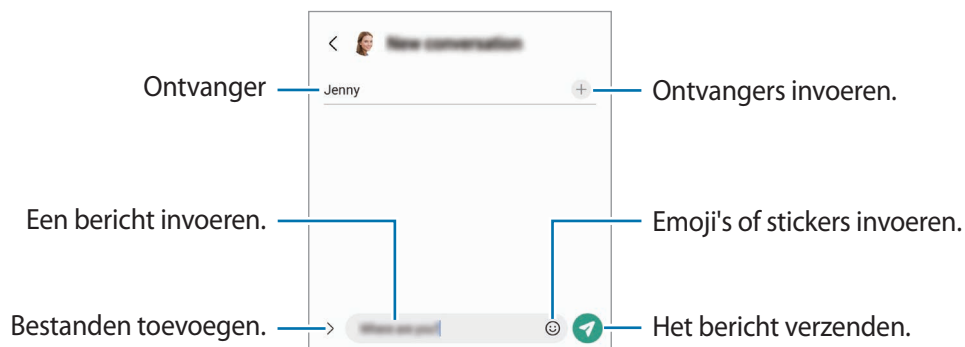 New conversation
Ontvanger
Jenny
Ontvangers invoeren.
Een bericht invoeren.
Emoji's of stickers invoeren.
Bestanden toevoegen.
Where are you?
Het bericht verzenden.